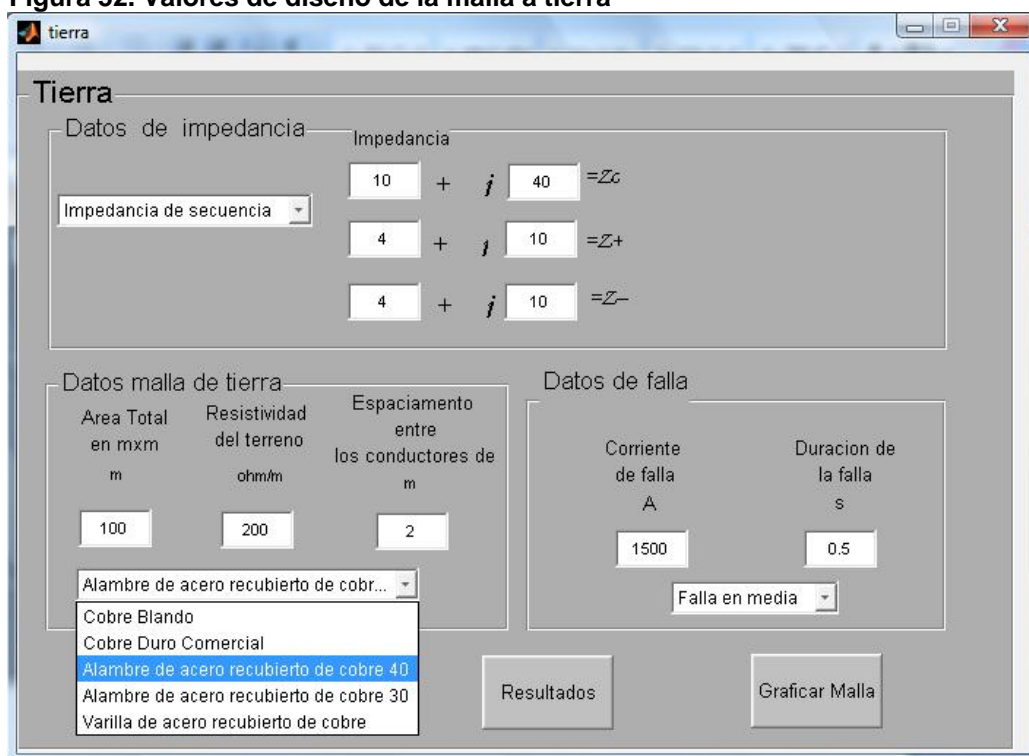 Figura 52. Valores de diseño de la malla a tierra
tierra
Tierra
Datos de impedancia
Impedancia
Impedancia de secuencia
10 + j 40 =Zo
4 + j 10 =Z+
4 + j 10 =Z−
Datos malla de tierra
Area Total
en mxm
m
100
Resistividad
del terreno
ohm/m
200
Espaciamento
entre
los conductores de
m
2
Alambre de acero recubierto de cobr...
Cobre Blando
Cobre Duro Comercial
Alambre de acero recubierto de cobre 40
Alambre de acero recubierto de cobre 30
Varilla de acero recubierto de cobre
Datos de falla
Corriente
de falla
A
1500
Duracion de
la falla
s
0.5
Falla en media
Resultados
Graficar Malla